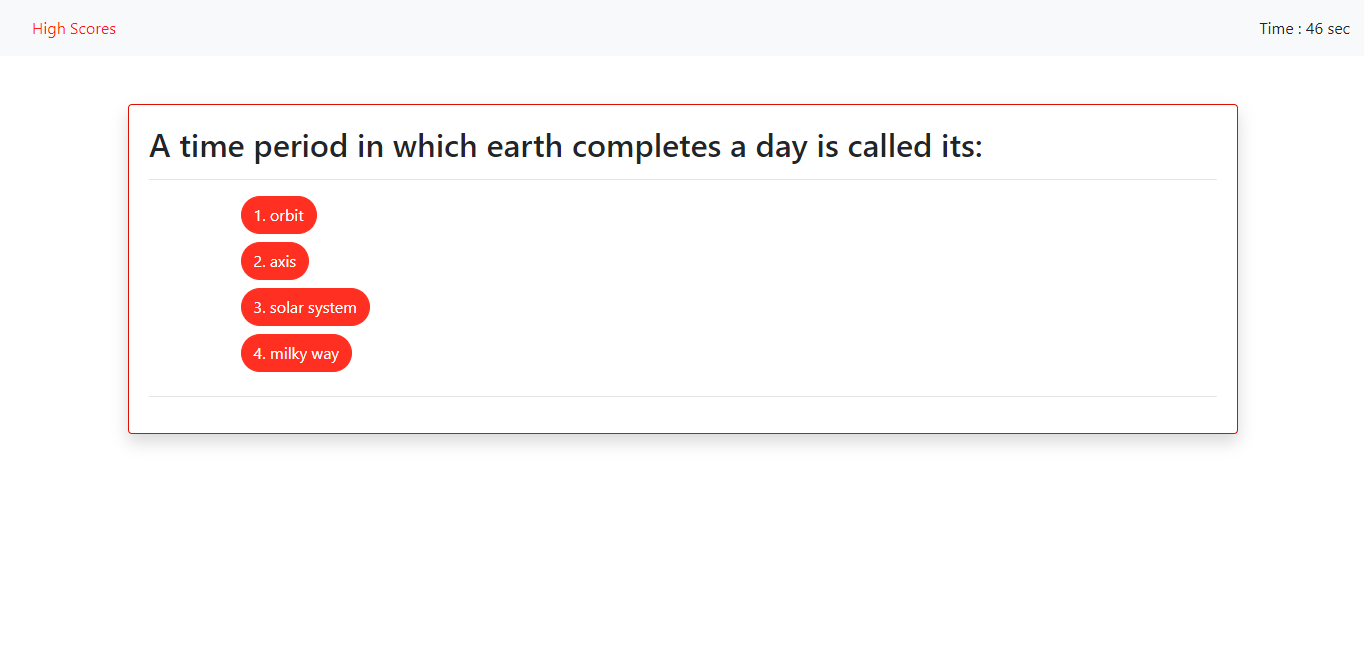 High Scores
Time : 46 sec
A time period in which earth completes a day is called its:
1. orbit
2. axis
3. solar system
4. milky way